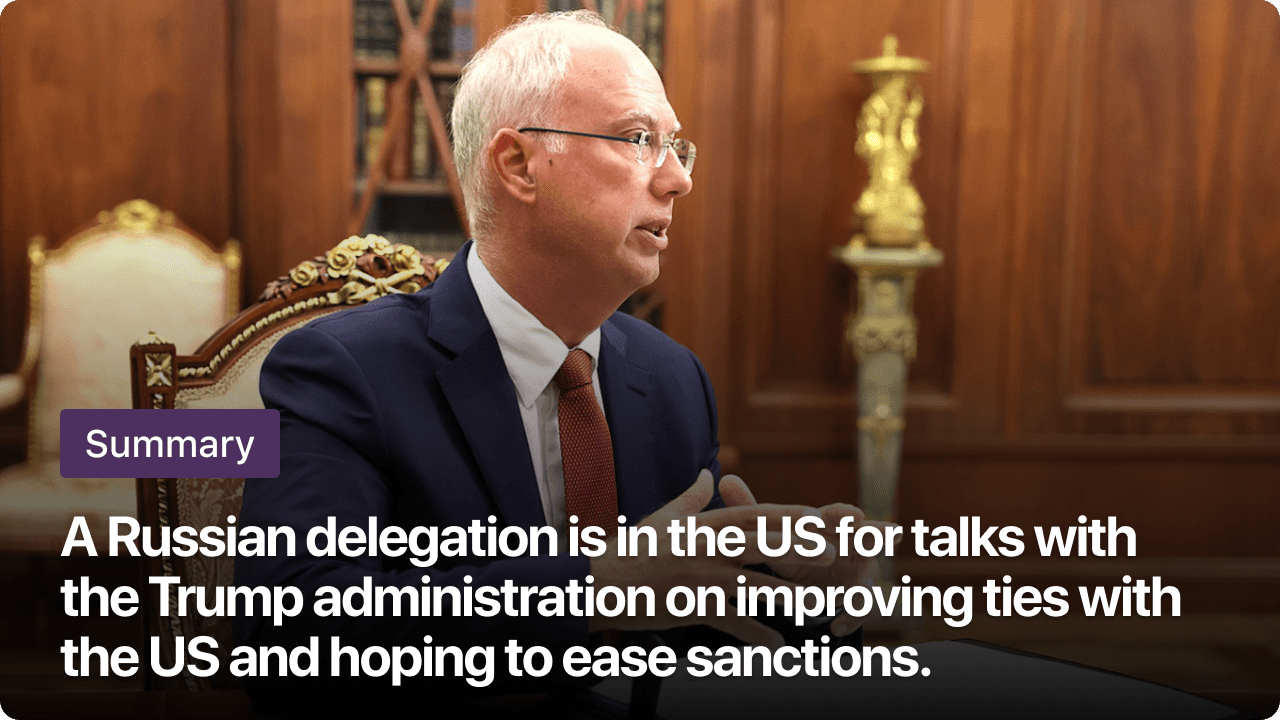 Summary
A Russian delegation is in the US for talks with
the Trump administration on improving ties with
the US and hoping to ease sanctions.